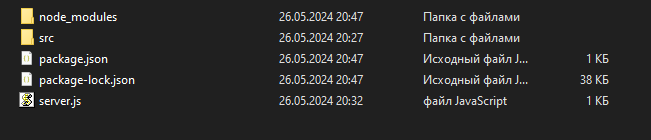 node_modules 26.05.2024 20:47 Папка с файлами
src 26.05.2024 20:27 Папка с файлами
package.json 26.05.2024 20:47 Исходный файл J... 1 КБ
package-lock.json 26.05.2024 20:47 Исходный файл J... 38 КБ
server.js 26.05.2024 20:32 файл JavaScript 1 КБ